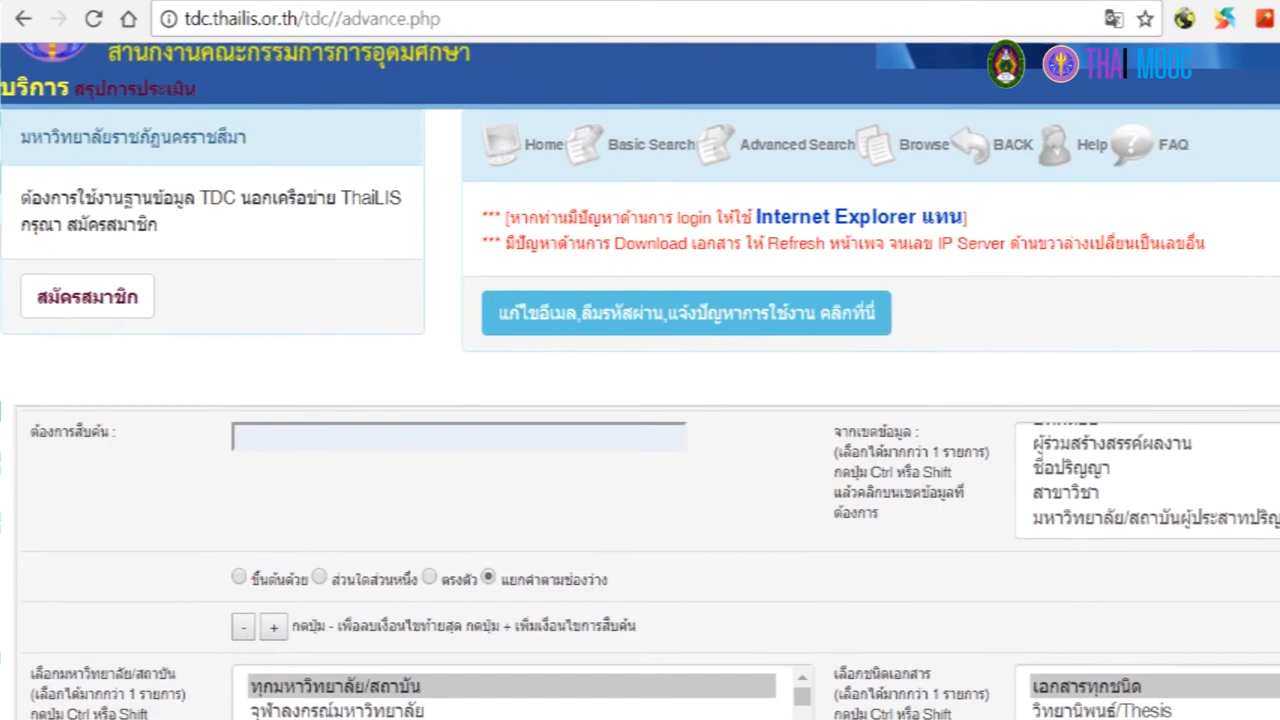 tdc.thailis.or.th/tdc//advance.php
สำนักงานคณะกรรมการการอุดมศึกษา
THAI MOOC
บริการ สรุปการประเมิน
มหาวิทยาลัยราชภัฏนครราชสีมา
Home Basic Search Advanced Search Browse BACK Help FAQ
ต้องการใช้งานฐานข้อมูล TDC นอกเครือข่าย ThaiLIS
กรุณา สมัครสมาชิก
สมัครสมาชิก
*** [หากท่านมีปัญหาด้านการ login ให้ใช้ Internet Explorer แทน]
*** มีปัญหาด้านการ Download เอกสาร ให้ Refresh หน้าเพจ จนเลข IP Server ด้านขวาล่างเปลี่ยนเป็นเลขอื่น
แก้ไขอีเมล,ลืมรหัสผ่าน,แจ้งปัญหาการใช้งาน คลิกที่นี่
ต้องการสืบค้น :
จากเขตข้อมูล :
(เลือกได้มากกว่า 1 รายการ)
กดปุ่ม Ctrl หรือ Shift
แล้วคลิกบนเขตข้อมูลที่
ต้องการ
ผู้ร่วมสร้างสรรค์ผลงาน
ชื่อปริญญา
สาขาวิชา
มหาวิทยาลัย/สถาบันผู้ประสาทปริญ
ขึ้นต้นด้วย ส่วนใดส่วนหนึ่ง ตรงตัว แยกคำตามช่องว่าง
- + กดปุ่ม - เพื่อลบเงื่อนไขท้ายสุด กดปุ่ม + เพิ่มเงื่อนไขการสืบค้น
เลือกมหาวิทยาลัย/สถาบัน
(เลือกได้มากกว่า 1 รายการ)
กดปุ่ม Ctrl หรือ Shift
ทุกมหาวิทยาลัย/สถาบัน
จุฬาลงกรณ์มหาวิทยาลัย
เลือกชนิดเอกสาร
(เลือกได้มากกว่า 1 รายการ)
กดปุ่ม Ctrl หรือ Shift
เอกสารทุกชนิด
วิทยานิพนธ์/Thesis